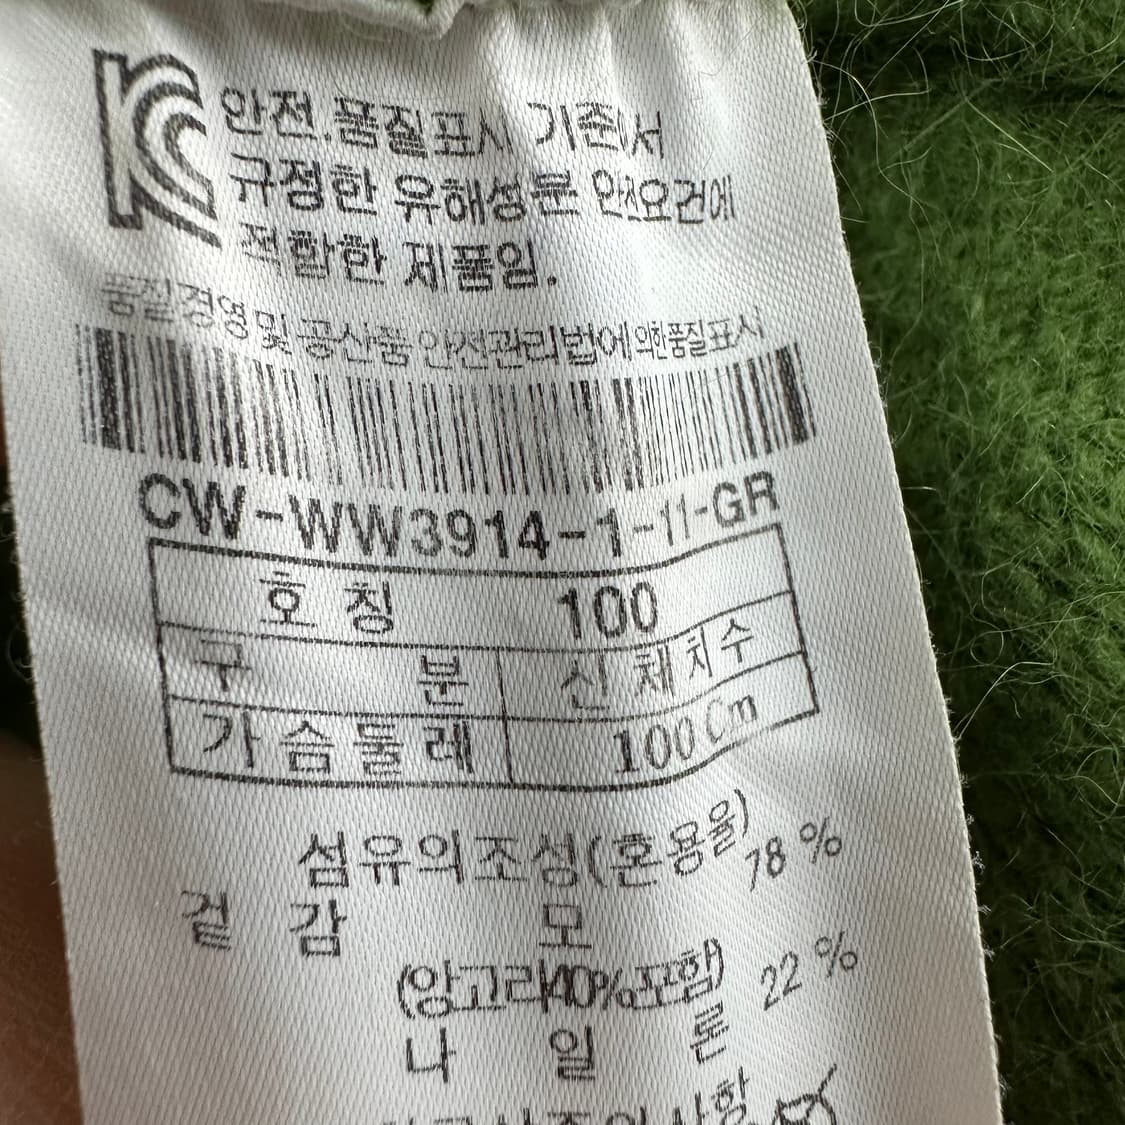 KC 안전.품질표시 기준서
규정한 유해성분 안전요건에
적합한 제품임.
품질경영및 공산품안전관리법에의한품질표시
CW-WW3914-1-11-GR
호 칭 100
구 분 신체치수
가슴둘레 100Cm
섬유의조성(혼용율)
겉 감 모 78 %
(앙고라40%포함)
나 일 론 22 %